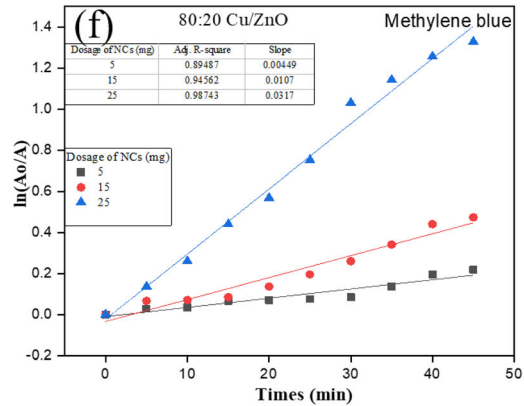 (f)
80:20 Cu/ZnO
Methylene blue
Dosage of NCs (mg) Adj. R-square Slope
5 0.89487 0.00449
15 0.94562 0.0107
25 0.98743 0.0317
Dosage of NCs (mg)
5
15
25
ln(Ao/A)
1.4
1.2
1.0
0.8
0.6
0.4
0.2
0.0
-0.2
0 10 20 30 40 50
Times (min)